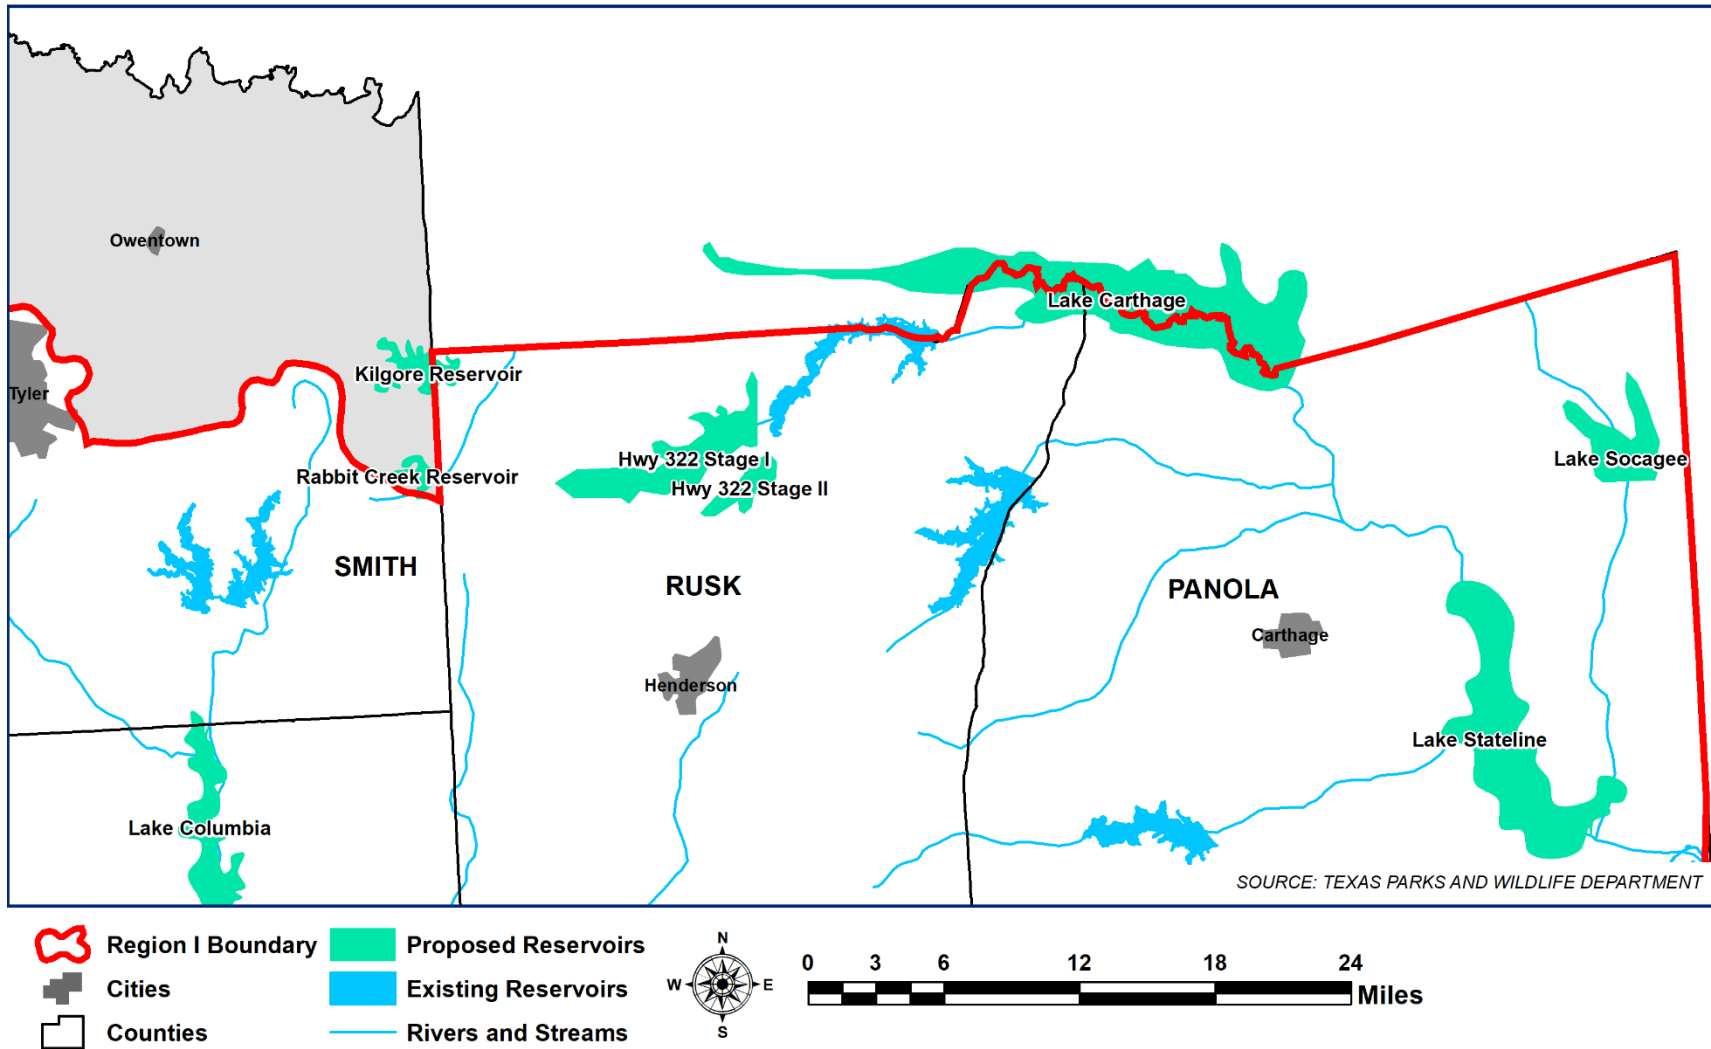 Owentown
Lake Carthage
Kilgore Reservoir
Tyler
Hwy 322 Stage I
Lake Socagee
Rabbit Creek Reservoir
Hwy 322 Stage II
SMITH
RUSK
PANOLA
Carthage
Henderson
Lake Stateline
Lake Columbia
SOURCE: TEXAS PARKS AND WILDLIFE DEPARTMENT
Region I Boundary
Cities
Counties
Proposed Reservoirs
Existing Reservoirs
Rivers and Streams
N
W E
S
0 3 6 12 18 24
Miles